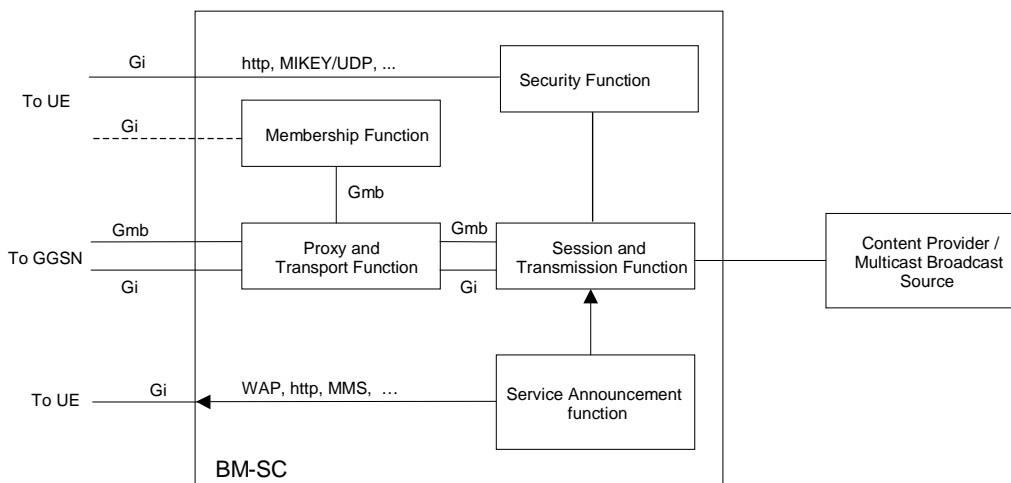 Gi
http, MIKEY/UDP, ...
Security Function
To UE
Gi
Membership Function
Gmb
Gmb
Proxy and
Transport Function
Gmb
Session and
Transmission Function
Content Provider /
Multicast Broadcast
Source
To GGSN
Gi
Gi
To UE
Gi
WAP, http, MMS, …
Service Announcement
function
BM-SC